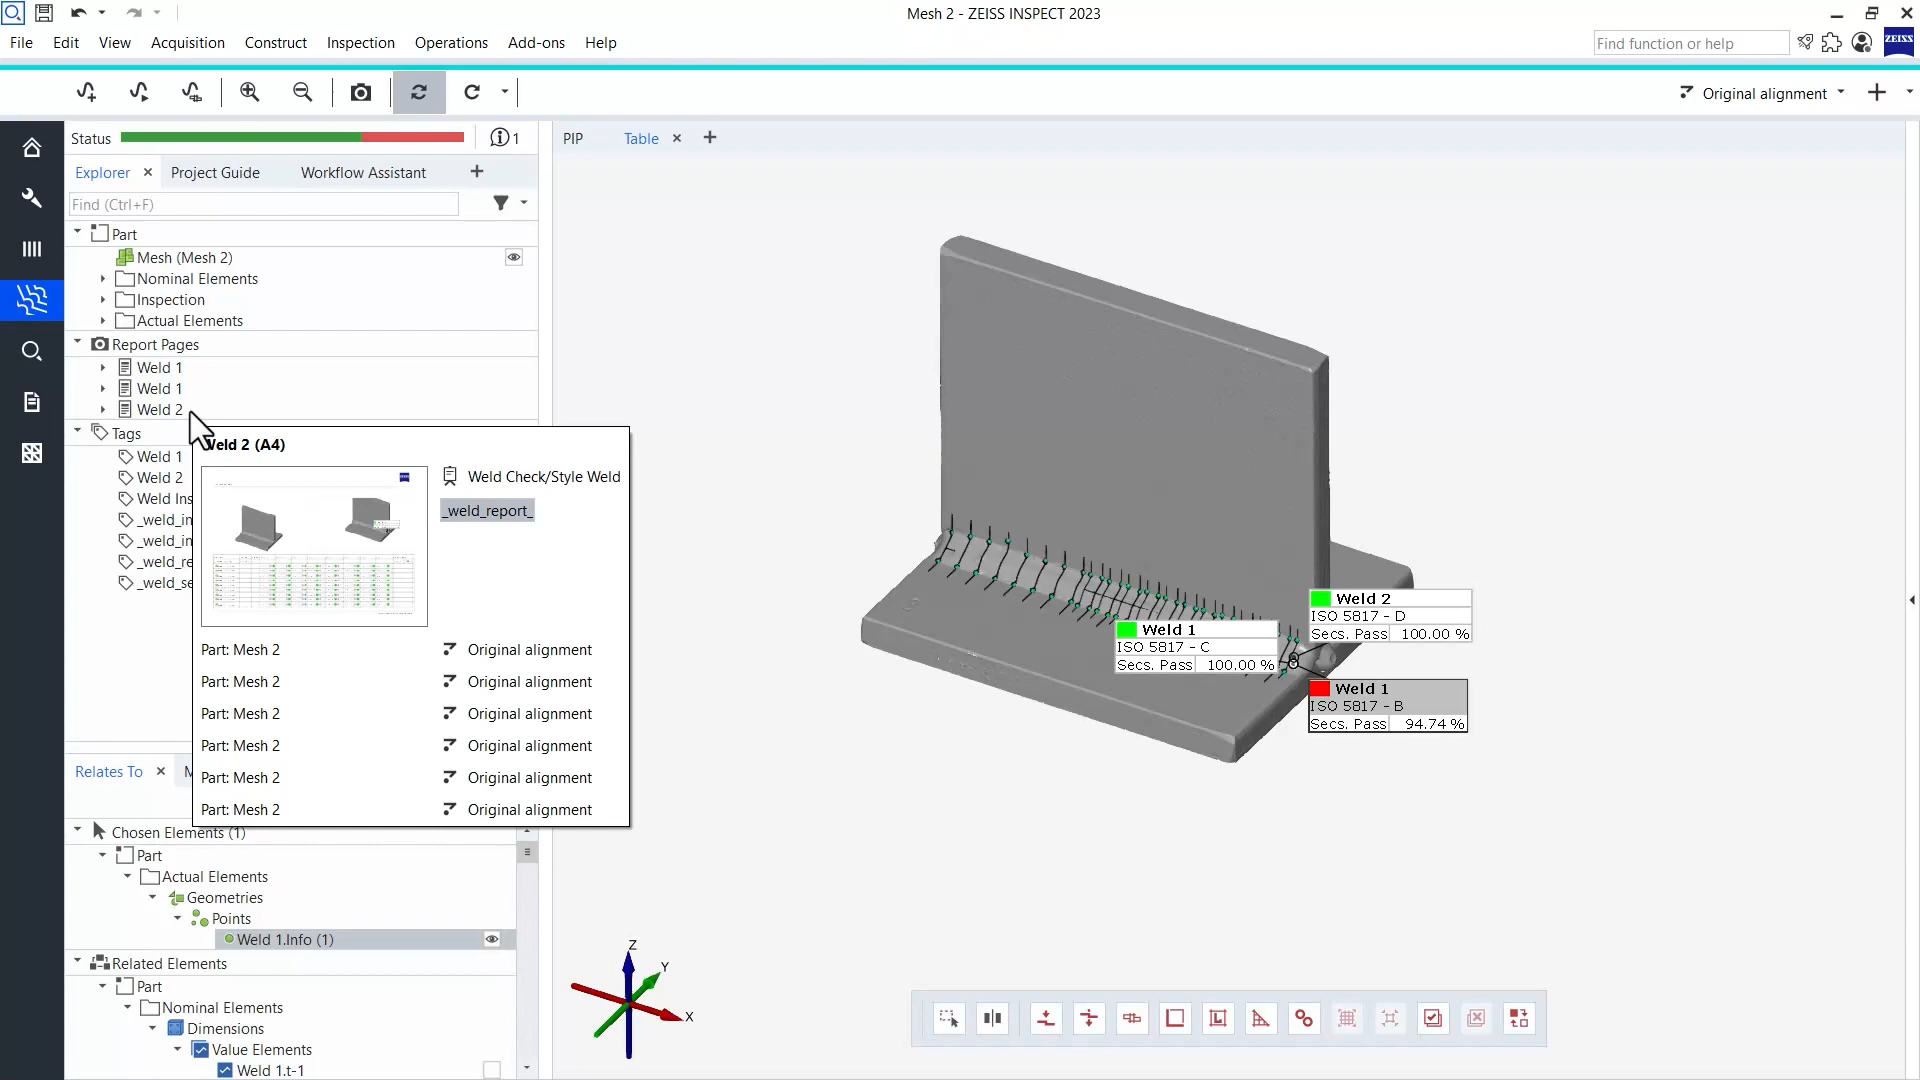 Mesh 2 - ZEISS INSPECT 2023
File Edit View Acquisition Construct Inspection Operations Add-ons Help
Find function or help
ZEISS
Original alignment
Status
1
PIP
Table
Explorer
Project Guide
Workflow Assistant
Find (Ctrl+F)
Part
Mesh (Mesh 2)
Nominal Elements
Inspection
Actual Elements
Report Pages
Weld 1
Weld 1
Weld 2
Tags
Weld 1
Weld 2
Weld Ins
_weld_in
_weld_in
_weld_re
_weld_se
Weld 2 (A4)
Weld Check/Style Weld
_weld_report_
Part: Mesh 2 Original alignment
Part: Mesh 2 Original alignment
Part: Mesh 2 Original alignment
Part: Mesh 2 Original alignment
Part: Mesh 2 Original alignment
Part: Mesh 2 Original alignment
Relates To
Chosen Elements (1)
Part
Actual Elements
Geometries
Points
Weld 1.Info (1)
Related Elements
Part
Nominal Elements
Dimensions
Value Elements
Weld 1.t-1
Weld 2
ISO 5817 - D
Secs. Pass 100.00 %
Weld 1
ISO 5817 - C
Secs. Pass 100.00 %
Weld 1
ISO 5817 - B
Secs. Pass 94.74 %
Z
Y
X